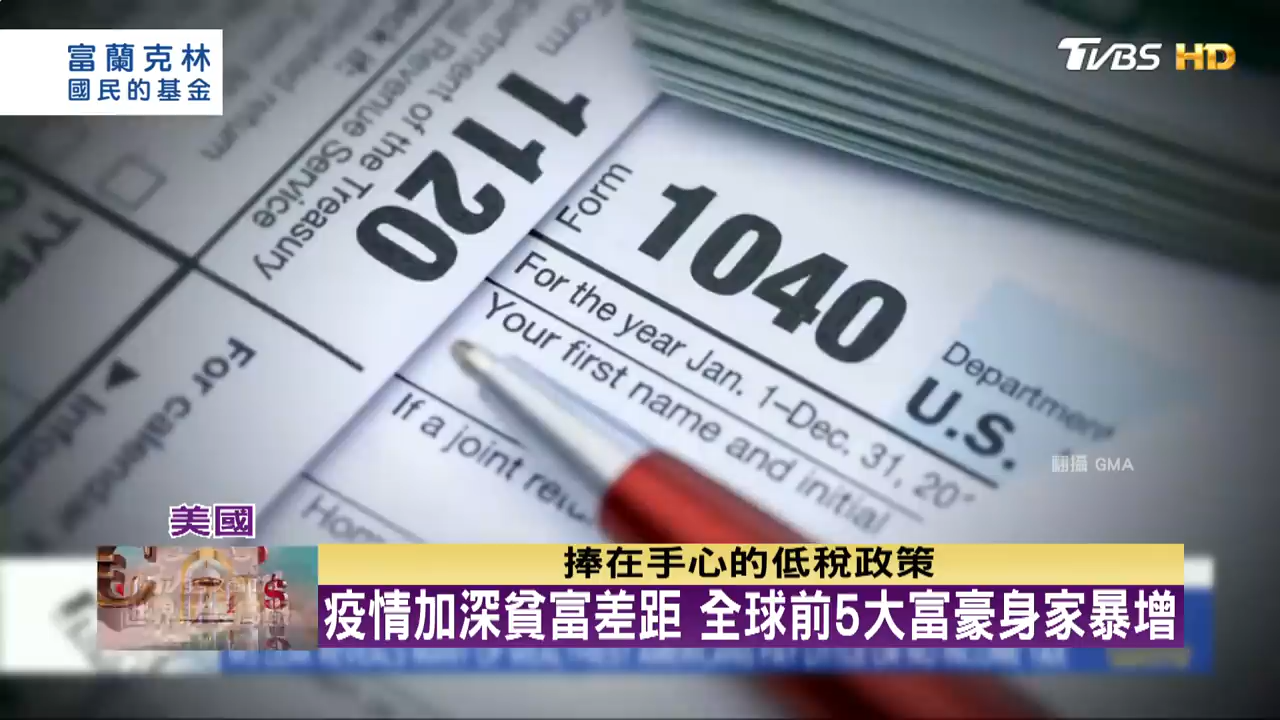 富蘭克林
國民的基金
TVBS HD
Form
1120
Department of the Treasury
Revenue Service
For calendar
Form 1040
Department
U.S.
For the year Jan. 1–Dec. 31, 20
Your first name and initial
If a joint retu
Hom
翻攝 GMA
美國
捧在手心的低稅政策
疫情加深貧富差距 全球前5大富豪身家暴增